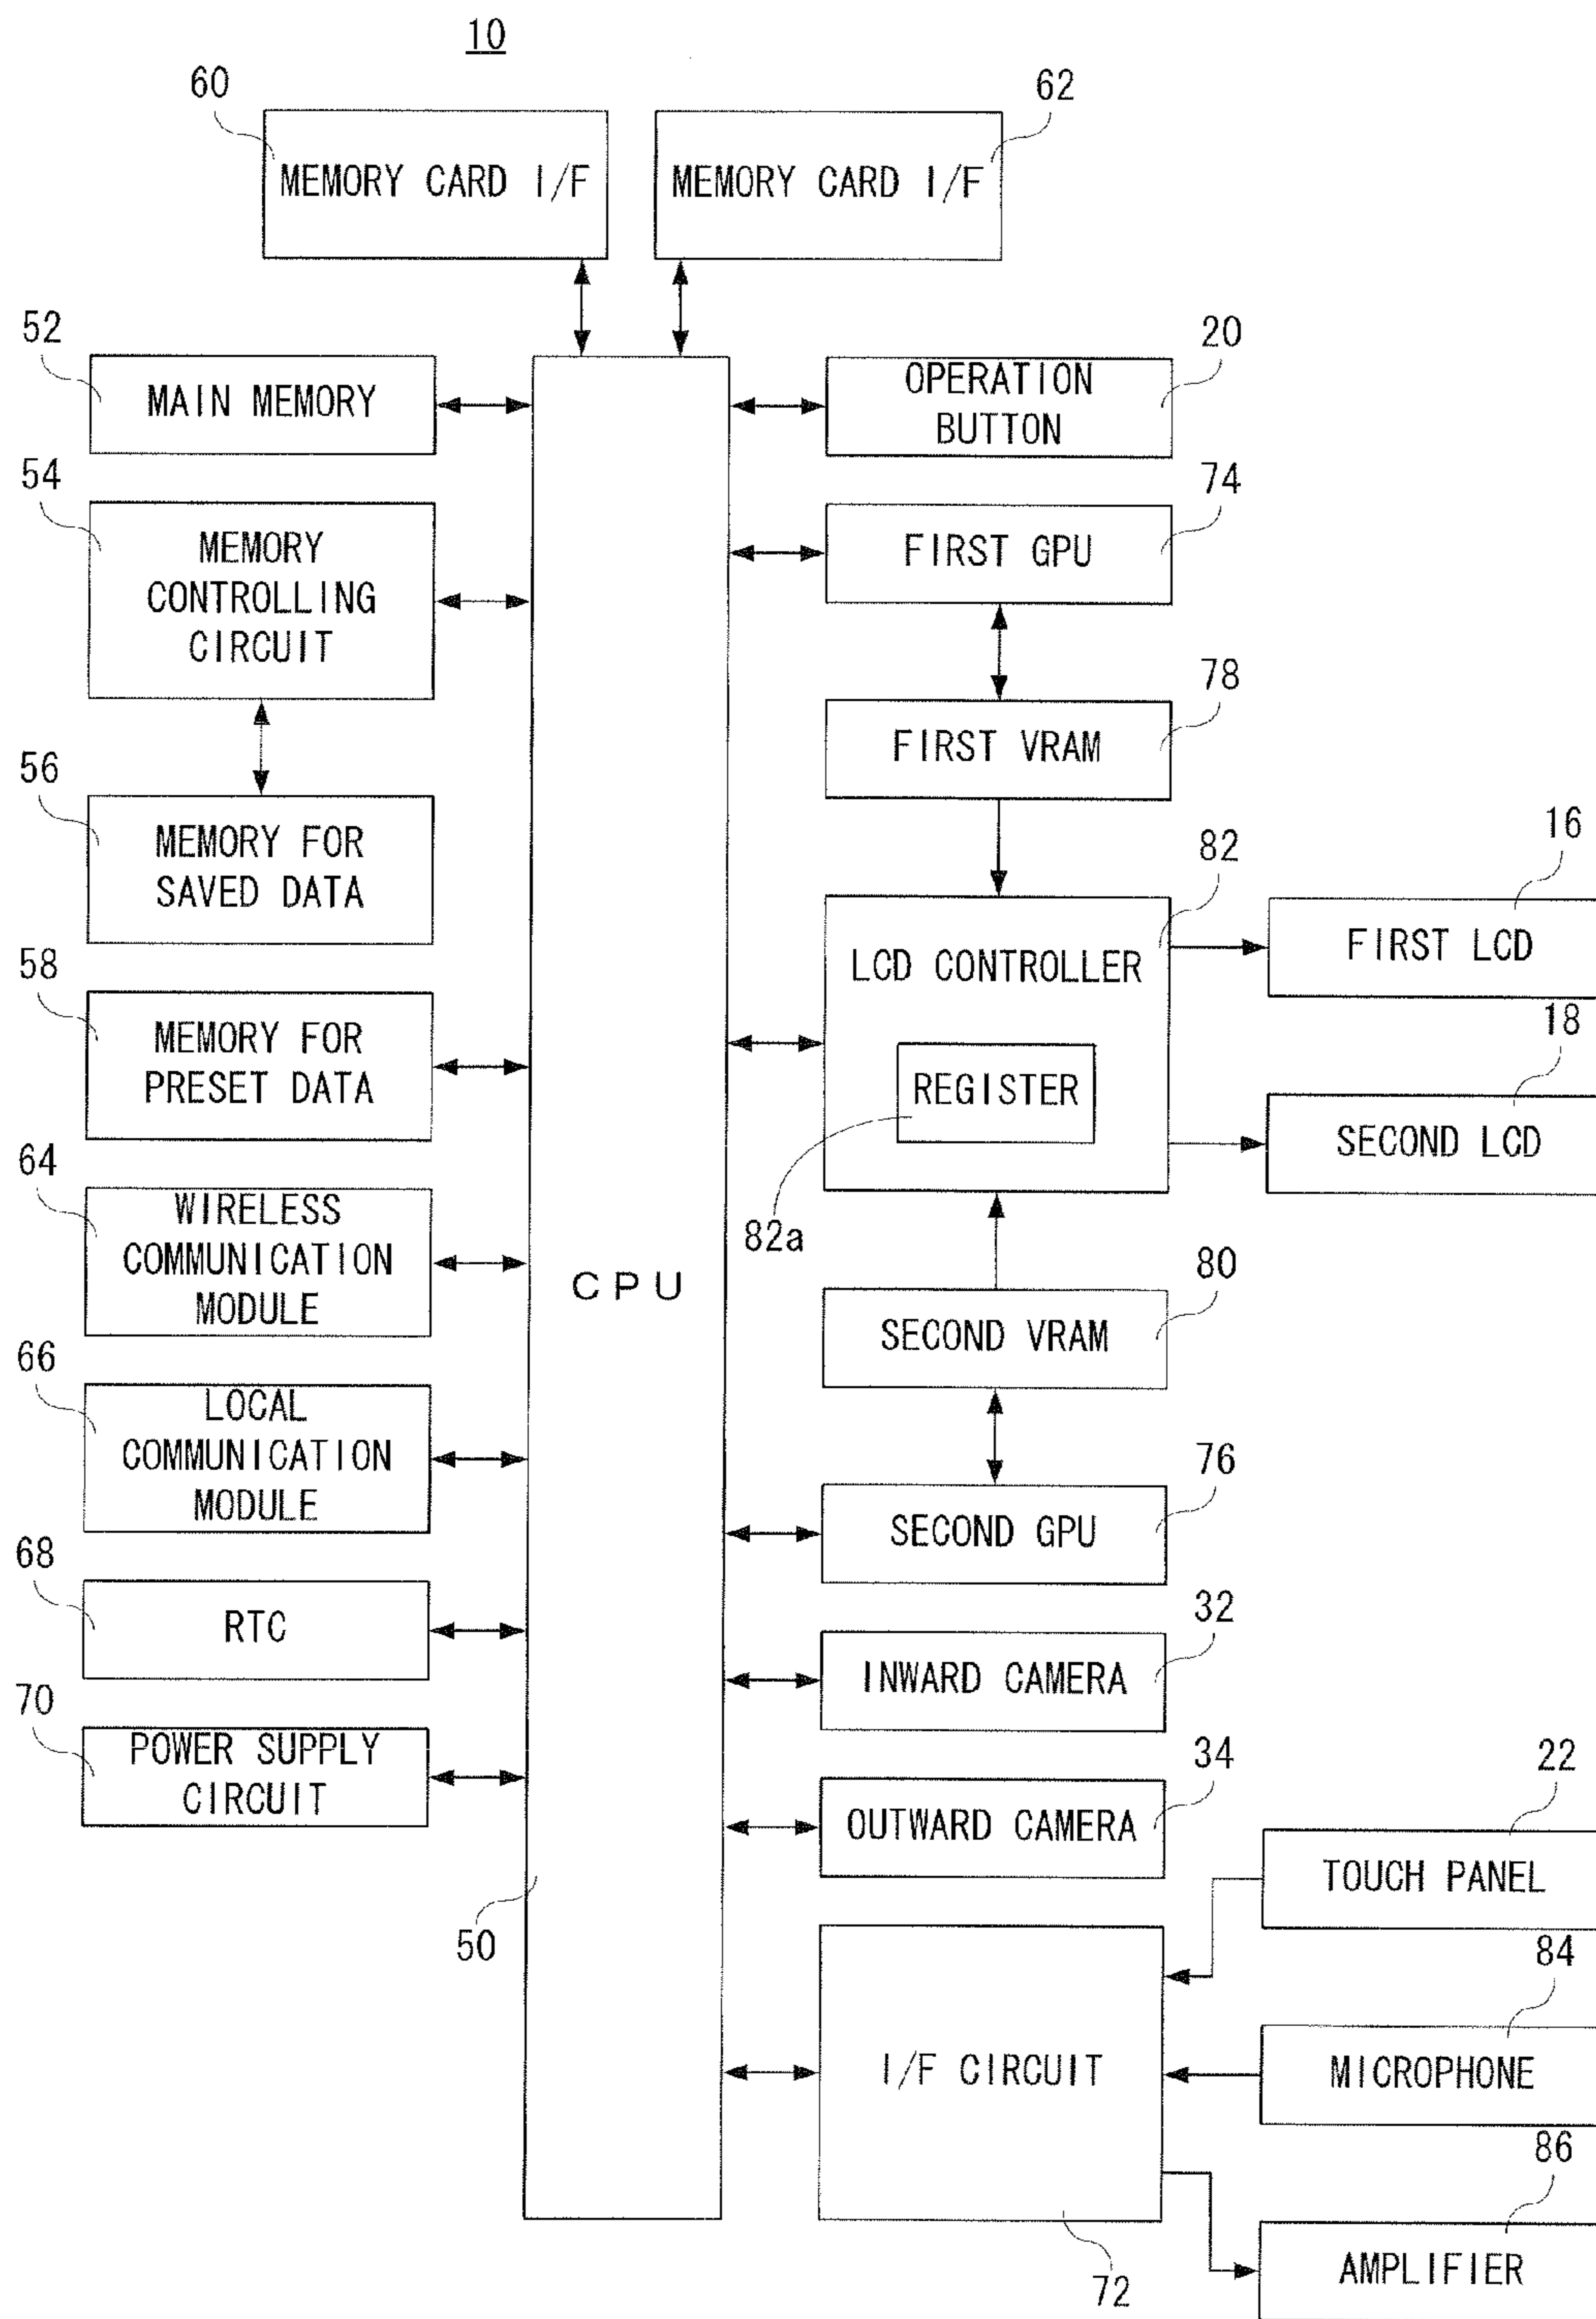 10
60
62
MEMORY CARD I/F
MEMORY CARD I/F
52
20
MAIN MEMORY
OPERATION
BUTTON
54
74
MEMORY
CONTROLLING
CIRCUIT
FIRST GPU
78
FIRST VRAM
56
MEMORY FOR
SAVED DATA
82
16
LCD CONTROLLER
FIRST LCD
58
MEMORY FOR
PRESET DATA
18
REGISTER
SECOND LCD
82a
64
WIRELESS
COMMUNICATION
MODULE
CPU
80
SECOND VRAM
66
LOCAL
COMMUNICATION
MODULE
76
SECOND GPU
68
RTC
32
INWARD CAMERA
70
POWER SUPPLY
CIRCUIT
34
OUTWARD CAMERA
22
TOUCH PANEL
50
84
I/F CIRCUIT
MICROPHONE
86
AMPLIFIER
72